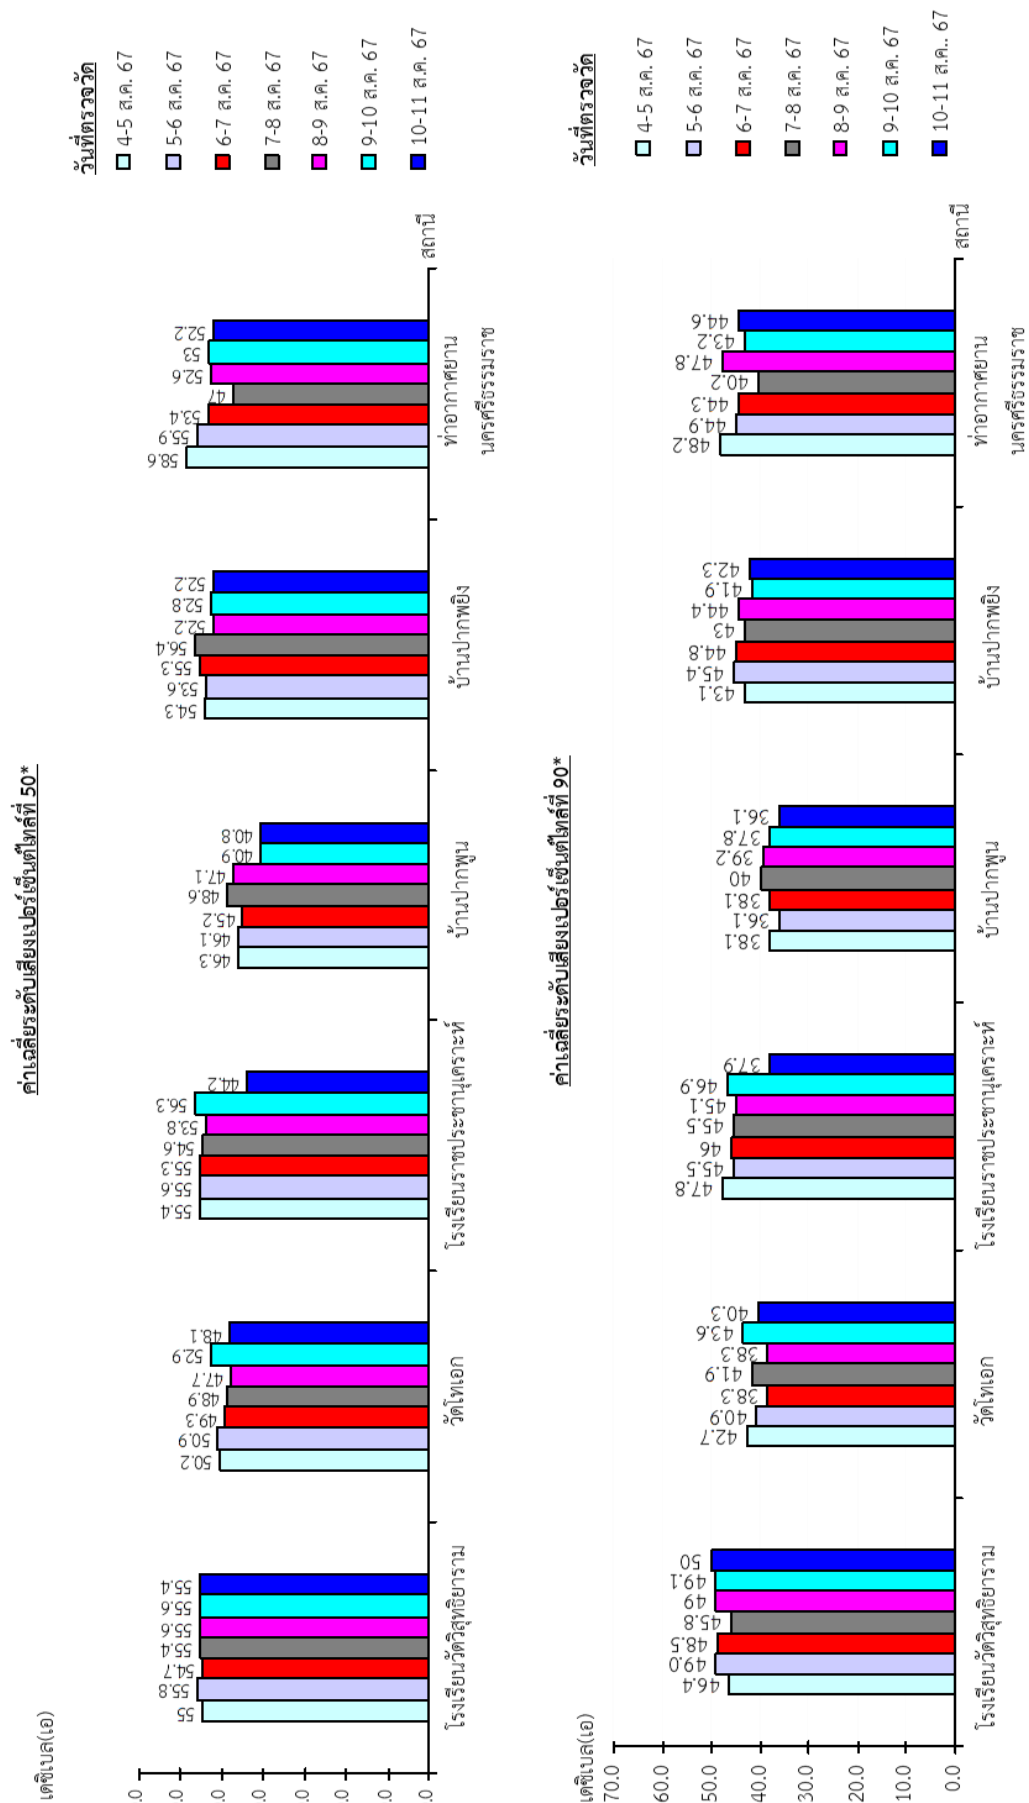 ค่าเฉลี่ยระดับเสียงเปอร์เซ็นต์ไทล์ที่ 50*
เดซิเบล(เอ)
.0
.0
.0
.0
.0
.0
.0
.0
55 55.8 54.7 55.4 55.6 55.6 55.4
50.2 50.9 49.3 48.9 47.7 52.9 48.1
55.4 55.6 55.3 54.6 53.8 56.3 44.2
46.3 46.1 45.2 48.6 47.1 40.9 40.8
54.3 53.6 55.3 56.4 52.2 52.8 52.2
58.6 55.9 53.4 47 52.6 53 52.2
โรงเรียนวัดวิสุทธิยาราม วัดโทเอก โรงเรียนราชประชานุเคราะห์ บ้านปากพูน บ้านปากพยิง ท่าอากาศยาน
นครศรีธรรมราช
สถานี
วันที่ตรวจวัด
4-5 ส.ค. 67
5-6 ส.ค. 67
6-7 ส.ค. 67
7-8 ส.ค. 67
8-9 ส.ค. 67
9-10 ส.ค. 67
10-11 ส.ค. 67
ค่าเฉลี่ยระดับเสียงเปอร์เซ็นต์ไทล์ที่ 90*
เดซิเบล(เอ)
70.0
60.0
50.0
40.0
30.0
20.0
10.0
0.0
46.4 49.0 48.5 45.8 49 49.1 50
42.7 40.9 38.3 41.9 38.3 43.6 40.3
47.8 45.5 46 45.5 45.1 46.9 37.9
38.1 36.1 38.1 40 39.2 37.8 36.1
43.1 45.4 44.8 43 44.4 41.9 42.3
48.2 44.9 44.3 40.2 47.8 43.2 44.6
โรงเรียนวัดวิสุทธิยาราม วัดโทเอก โรงเรียนราชประชานุเคราะห์ บ้านปากพูน บ้านปากพยิง ท่าอากาศยาน
นครศรีธรรมราช
สถานี
วันที่ตรวจวัด
4-5 ส.ค. 67
5-6 ส.ค. 67
6-7 ส.ค. 67
7-8 ส.ค. 67
8-9 ส.ค. 67
9-10 ส.ค. 67
10-11 ส.ค.. 67